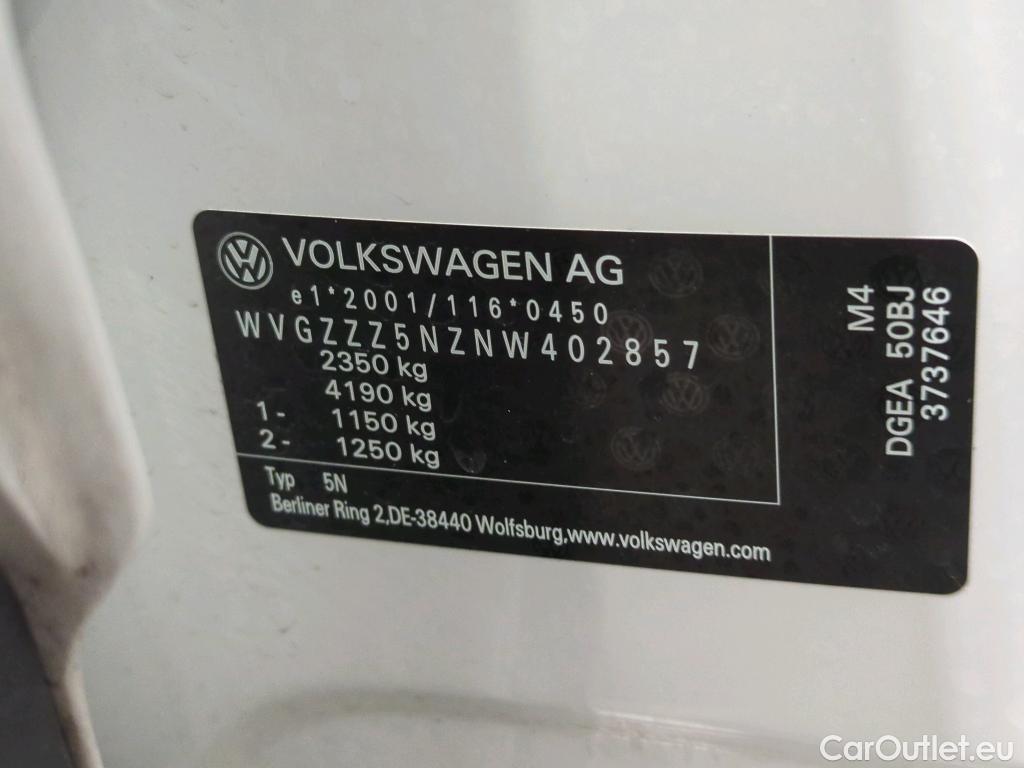 VOLKSWAGEN AG
e1*2001/116*0450
WVGZZZ5NZNW402857
2350 kg
4190 kg
1- 1150 kg
2- 1250 kg
Typ 5N
Berliner Ring 2,DE-38440 Wolfsburg,www.volkswagen.com
M4
DGEA 50BJ
3737646
CarOutlet.eu